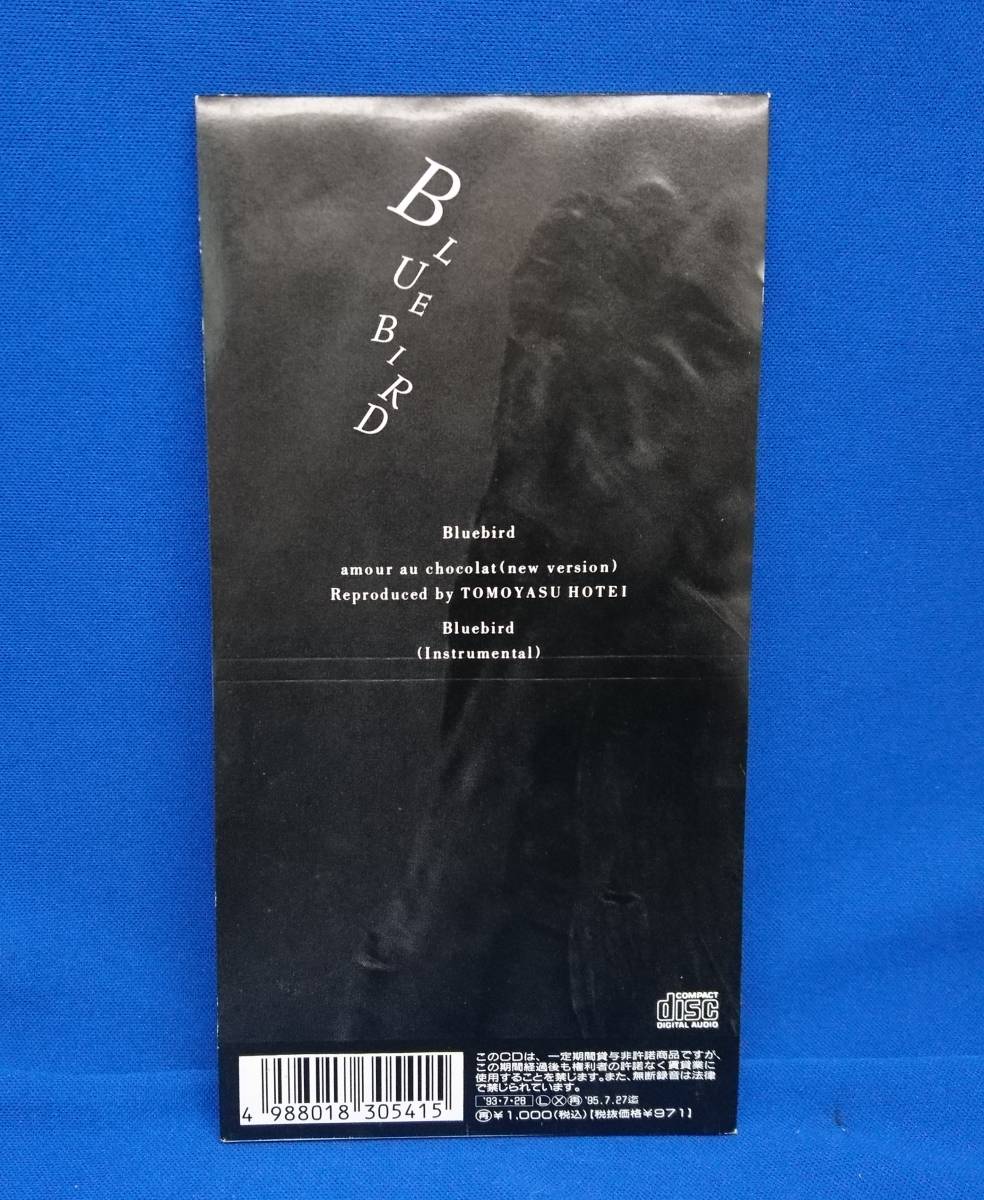 BLUEBIRD
Bluebird
amour au chocolat(new version)
Reproduced by TOMOYASU HOTEI
Bluebird
(Instrumental)
COMPACT
disc
DIGITAL AUDIO
このCDは、一定期間貸与非許諾商品ですが、
この期間経過後も権利者の許諾なく賃貸業に
使用することを禁じます。また、無断録音は法律
で禁じられています。
'93・7・28 Ⓛ Ⓧ ㊢ '95.7.27迄
㊢¥1,000(税込)【税抜価格¥971】
4 988018 305415